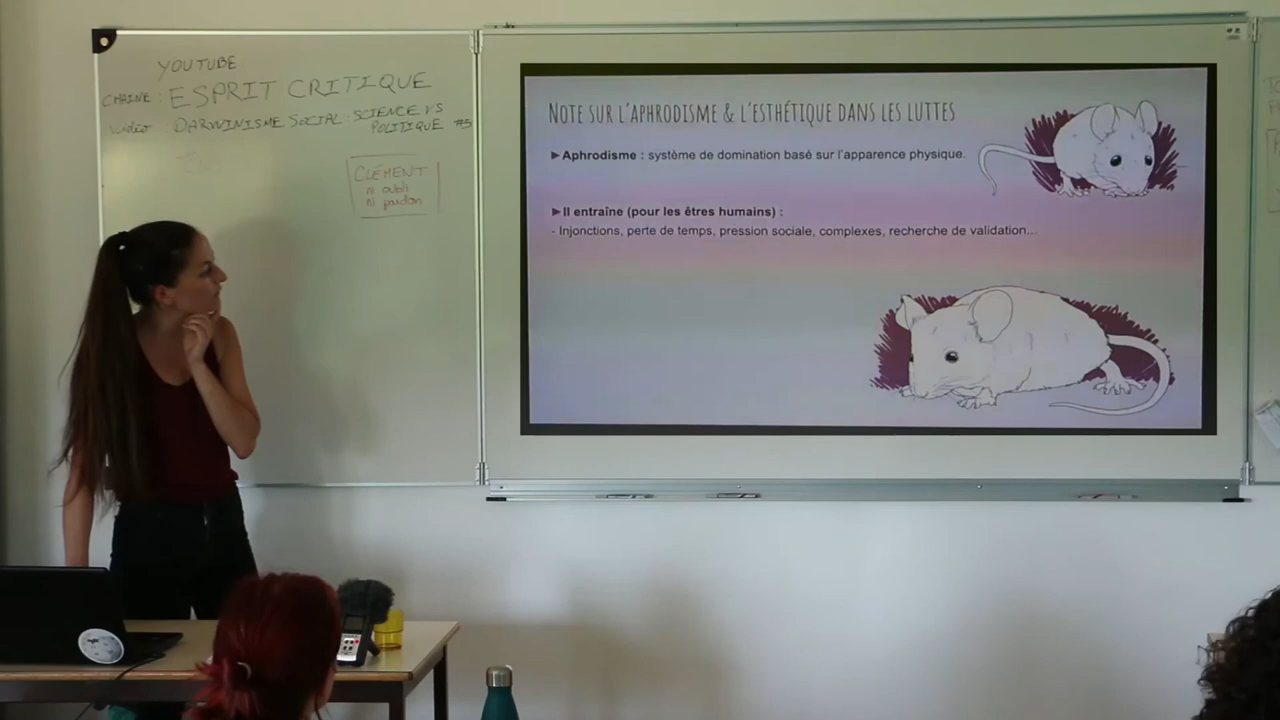 YOUTUBE
CHAINE : ESPRIT CRITIQUE
Vidéo : DARWINISME SOCIAL : SCIENCE VS
POLITIQUE #5
CLÉMENT
ni oubli
ni pardon
NOTE SUR L'APHRODISME & L'ESTHÉTIQUE DANS LES LUTTES
►Aphrodisme : système de domination basé sur l'apparence physique.
►Il entraîne (pour les êtres humains) :
- Injonctions, perte de temps, pression sociale, complexes, recherche de validation...